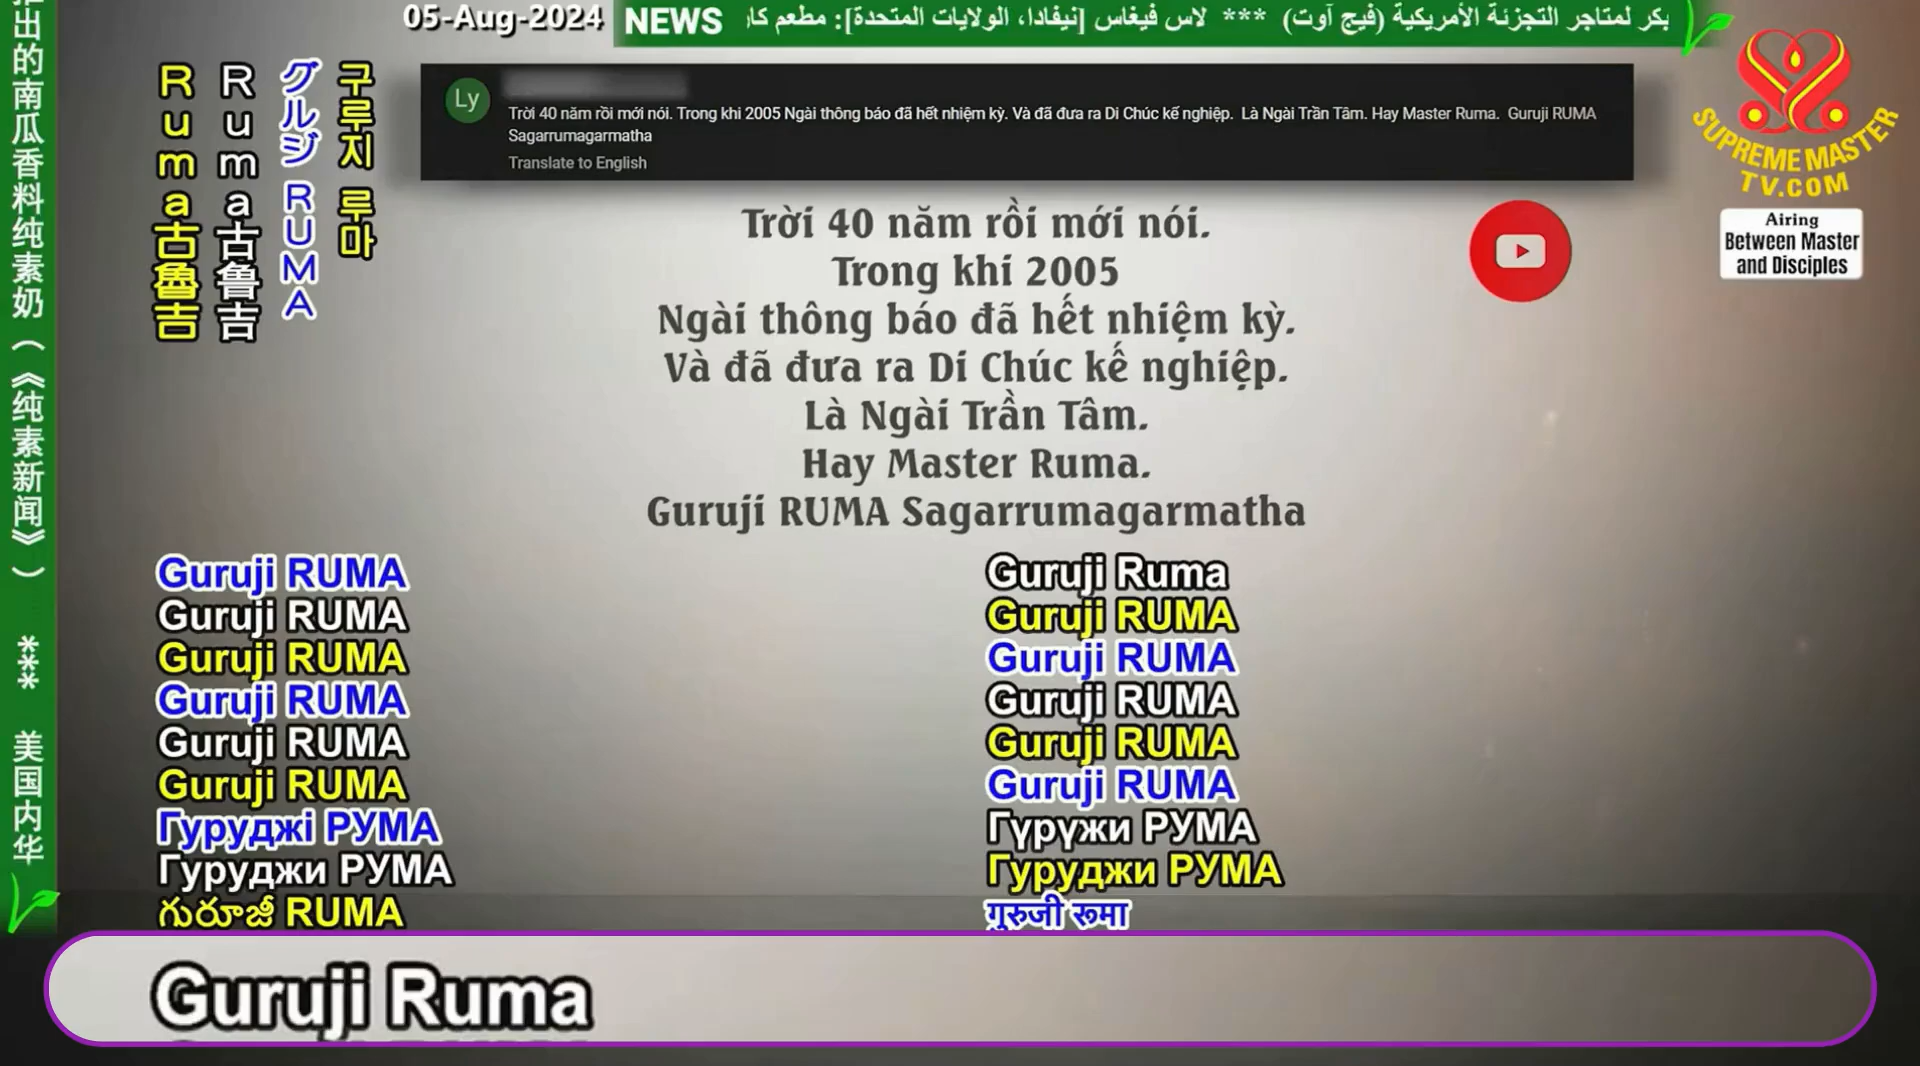 05-Aug-2024
NEWS
بكر لمتاجر التجزئة الأمريكية (فيج آوت) *** لاس فيغاس [نيفادا، الولايات المتحدة]: مطعم كا
推出的南瓜香料纯素奶（《纯素新闻》） *** 美国内华
Ruma古魯吉
Ruma古鲁吉
グルジ RUMA
구루지 루마
Ly
Trời 40 năm rồi mới nói. Trong khi 2005 Ngài thông báo đã hết nhiệm kỳ. Và đã đưa ra Di Chúc kế nghiệp. Là Ngài Trần Tâm. Hay Master Ruma. Guruji RUMA
Sagarrumagarmatha
Translate to English
SUPREME MASTER
TV.COM
Airing
Between Master
and Disciples
Trời 40 năm rồi mới nói.
Trong khi 2005
Ngài thông báo đã hết nhiệm kỳ.
Và đã đưa ra Di Chúc kế nghiệp.
Là Ngài Trần Tâm.
Hay Master Ruma.
Guruji RUMA Sagarrumagarmatha
Guruji RUMA
Guruji RUMA
Guruji RUMA
Guruji RUMA
Guruji RUMA
Guruji RUMA
Гуруджі РУМА
Гуруджи РУМА
గురూజీ RUMA
Guruji Ruma
Guruji RUMA
Guruji RUMA
Guruji RUMA
Guruji RUMA
Guruji RUMA
Гүрүжи РУМА
Гуруджи РУМА
गुरुजी रूमा
Guruji Ruma